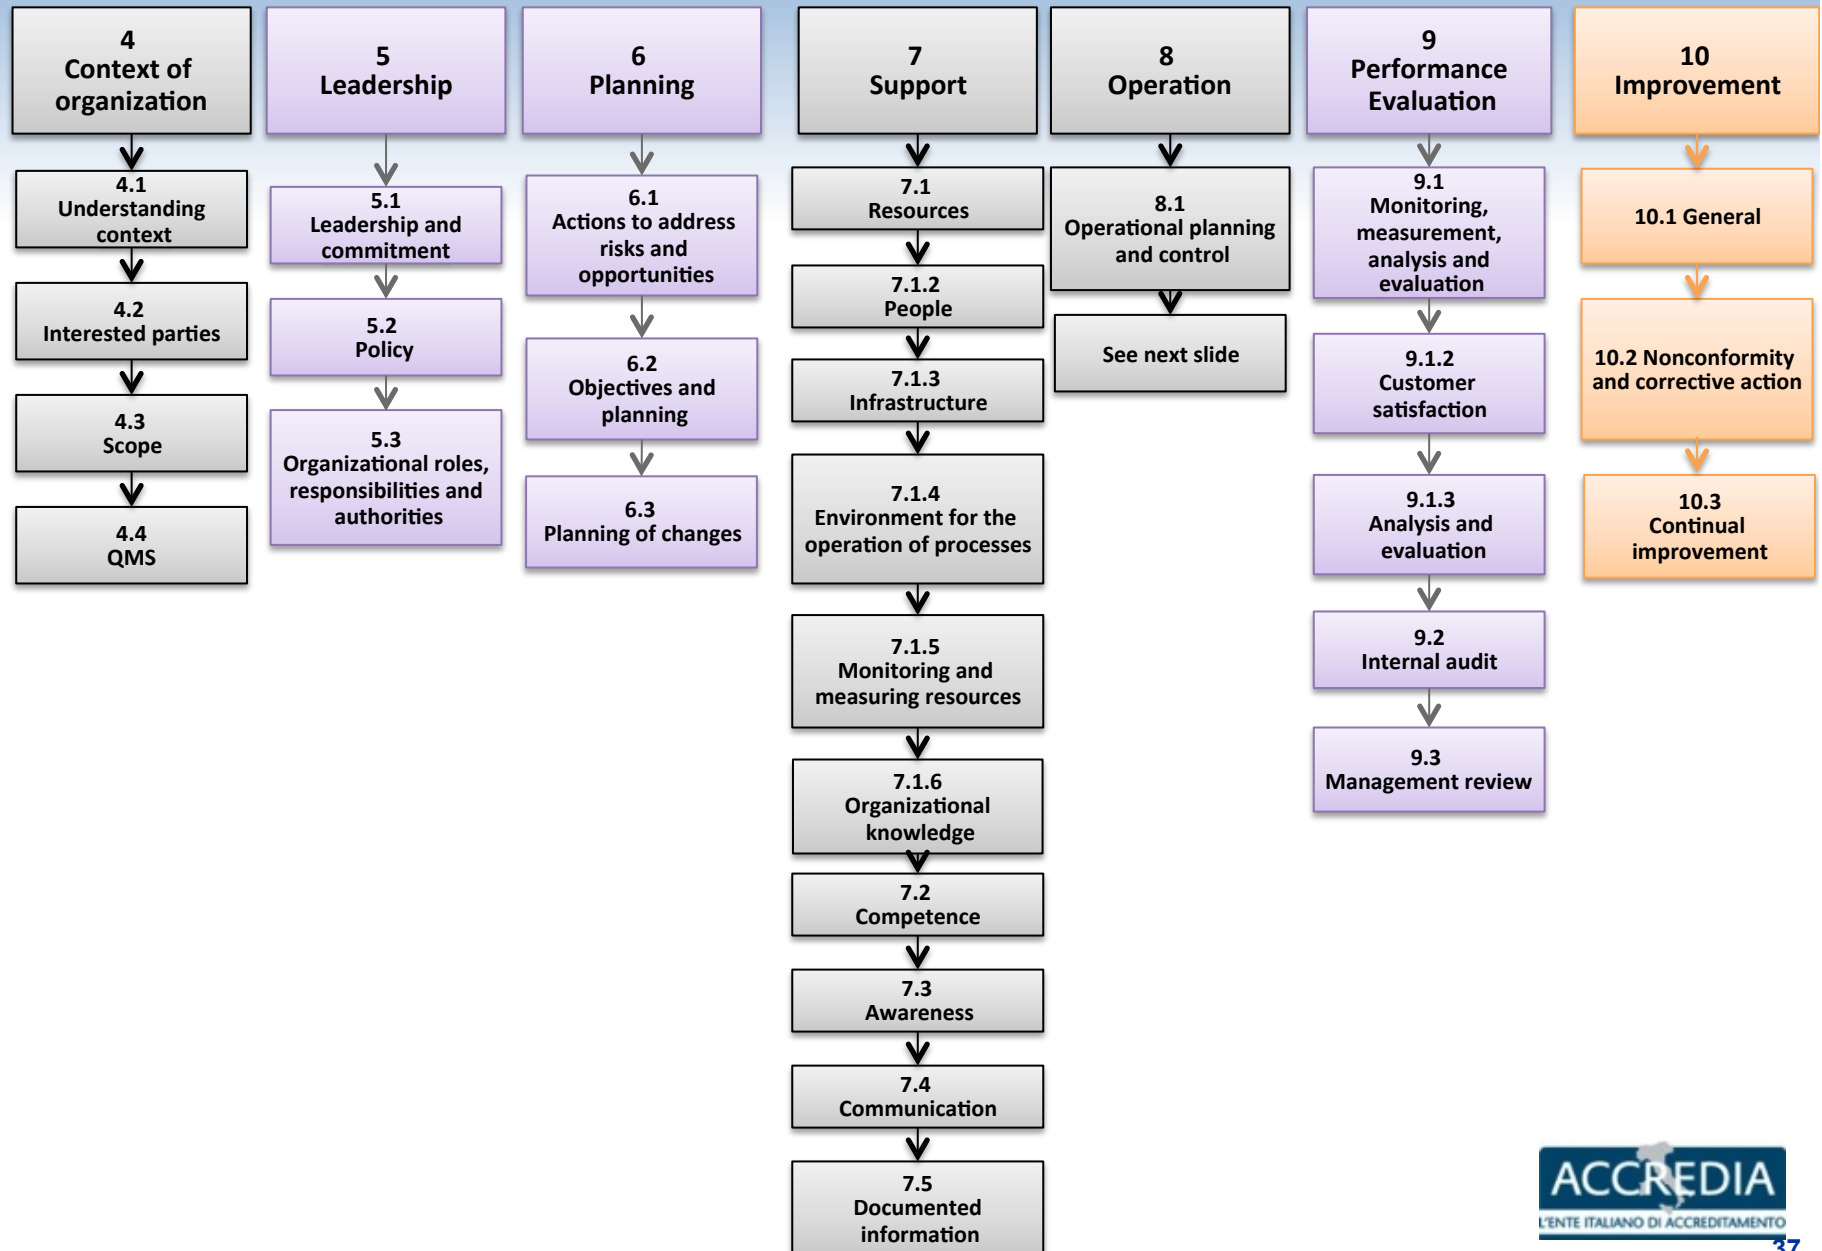 4
Context of
organization
4.1
Understanding
context
4.2
Interested parties
4.3
Scope
4.4
QMS
5
Leadership
5.1
Leadership and
commitment
5.2
Policy
5.3
Organizational roles,
responsibilities and
authorities
6
Planning
6.1
Actions to address
risks and
opportunities
6.2
Objectives and
planning
6.3
Planning of changes
7
Support
7.1
Resources
7.1.2
People
7.1.3
Infrastructure
7.1.4
Environment for the
operation of processes
7.1.5
Monitoring and
measuring resources
7.1.6
Organizational
knowledge
7.2
Competence
7.3
Awareness
7.4
Communication
7.5
Documented
information
8
Operation
8.1
Operational planning
and control
See next slide
9
Performance
Evaluation
9.1
Monitoring,
measurement,
analysis and
evaluation
9.1.2
Customer
satisfaction
9.1.3
Analysis and
evaluation
9.2
Internal audit
9.3
Management review
10
Improvement
10.1 General
10.2 Nonconformity
and corrective action
10.3
Continual
improvement
ACCREDIA
L'ENTE ITALIANO DI ACCREDITAMENTO
37